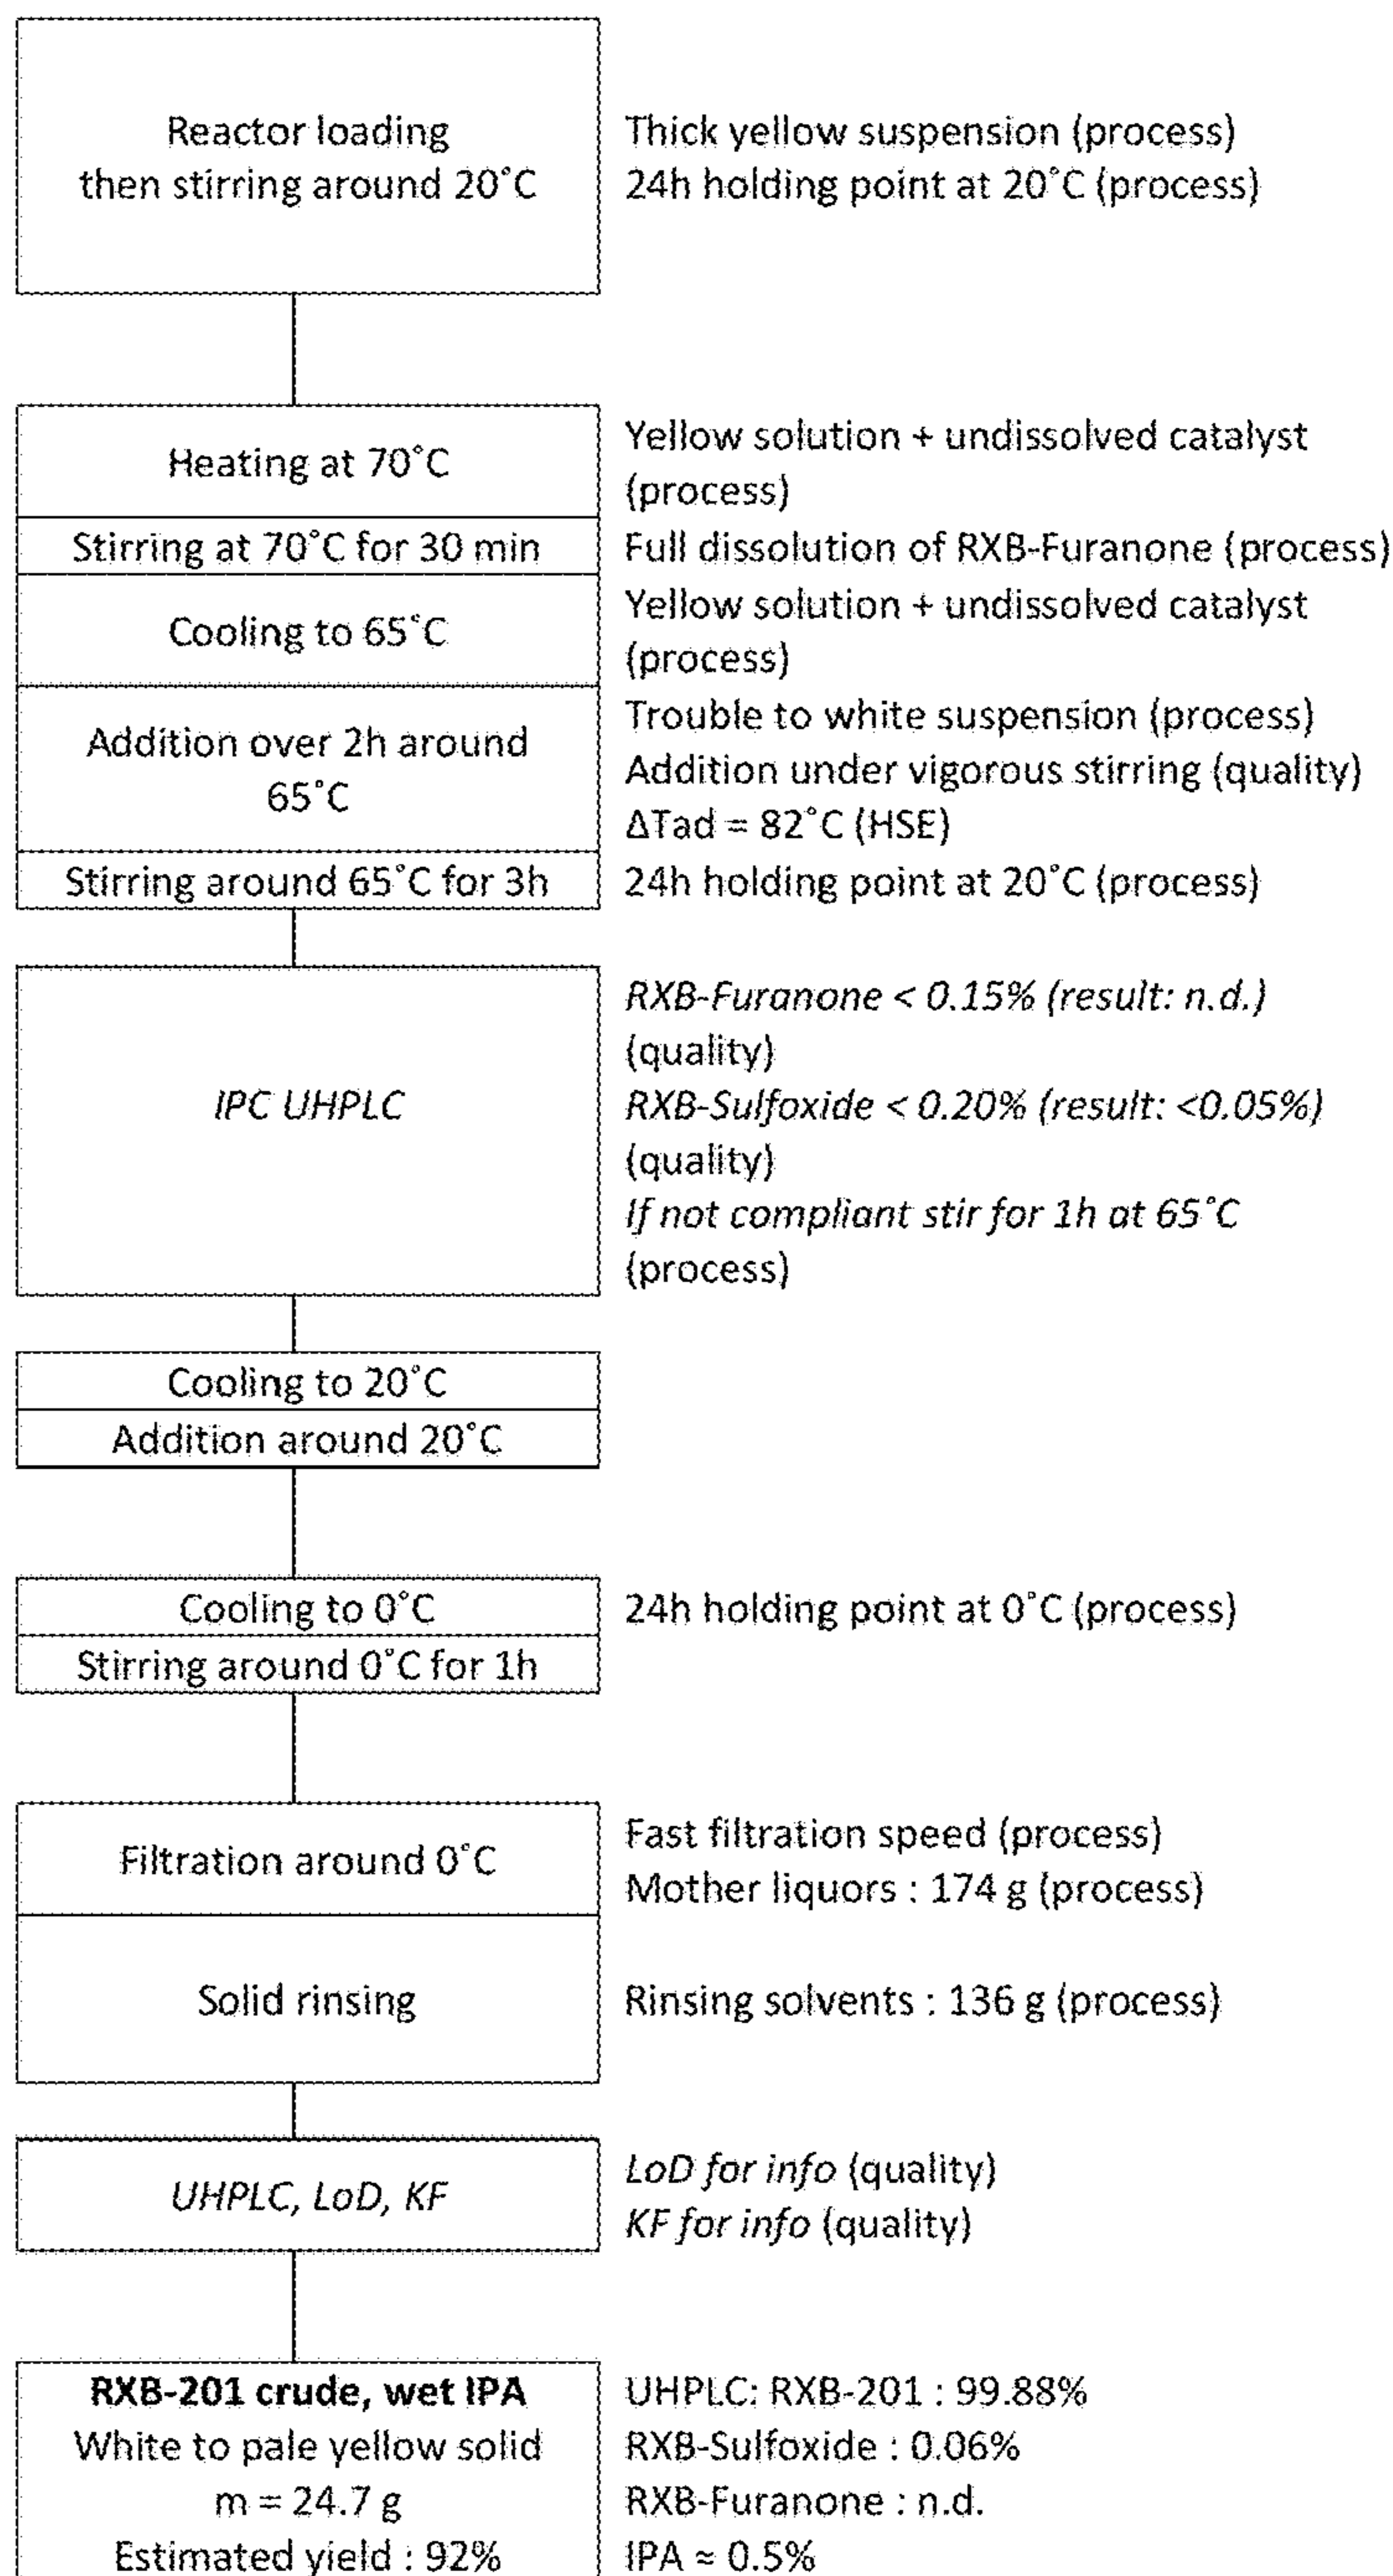 Reactor loading
then stirring around 20°C
Thick yellow suspension (process)
24h holding point at 20°C (process)
Heating at 70°C
Yellow solution + undissolved catalyst
(process)
Stirring at 70°C for 30 min
Full dissolution of RXB-Furanone (process)
Cooling to 65°C
Yellow solution + undissolved catalyst
(process)
Addition over 2h around
65°C
Trouble to white suspension (process)
Addition under vigorous stirring (quality)
ΔTad = 82°C (HSE)
Stirring around 65°C for 3h
24h holding point at 20°C (process)
IPC UHPLC
RXB-Furanone < 0.15% (result: n.d.)
(quality)
RXB-Sulfoxide < 0.20% (result: <0.05%)
(quality)
If not compliant stir for 1h at 65°C
(process)
Cooling to 20°C
Addition around 20°C
Cooling to 0°C
24h holding point at 0°C (process)
Stirring around 0°C for 1h
Filtration around 0°C
Fast filtration speed (process)
Mother liquors : 174 g (process)
Solid rinsing
Rinsing solvents : 136 g (process)
UHPLC, LoD, KF
LoD for info (quality)
KF for info (quality)
RXB-201 crude, wet IPA
White to pale yellow solid
m = 24.7 g
Estimated yield : 92%
UHPLC: RXB-201 : 99.88%
RXB-Sulfoxide : 0.06%
RXB-Furanone : n.d.
IPA ≈ 0.5%